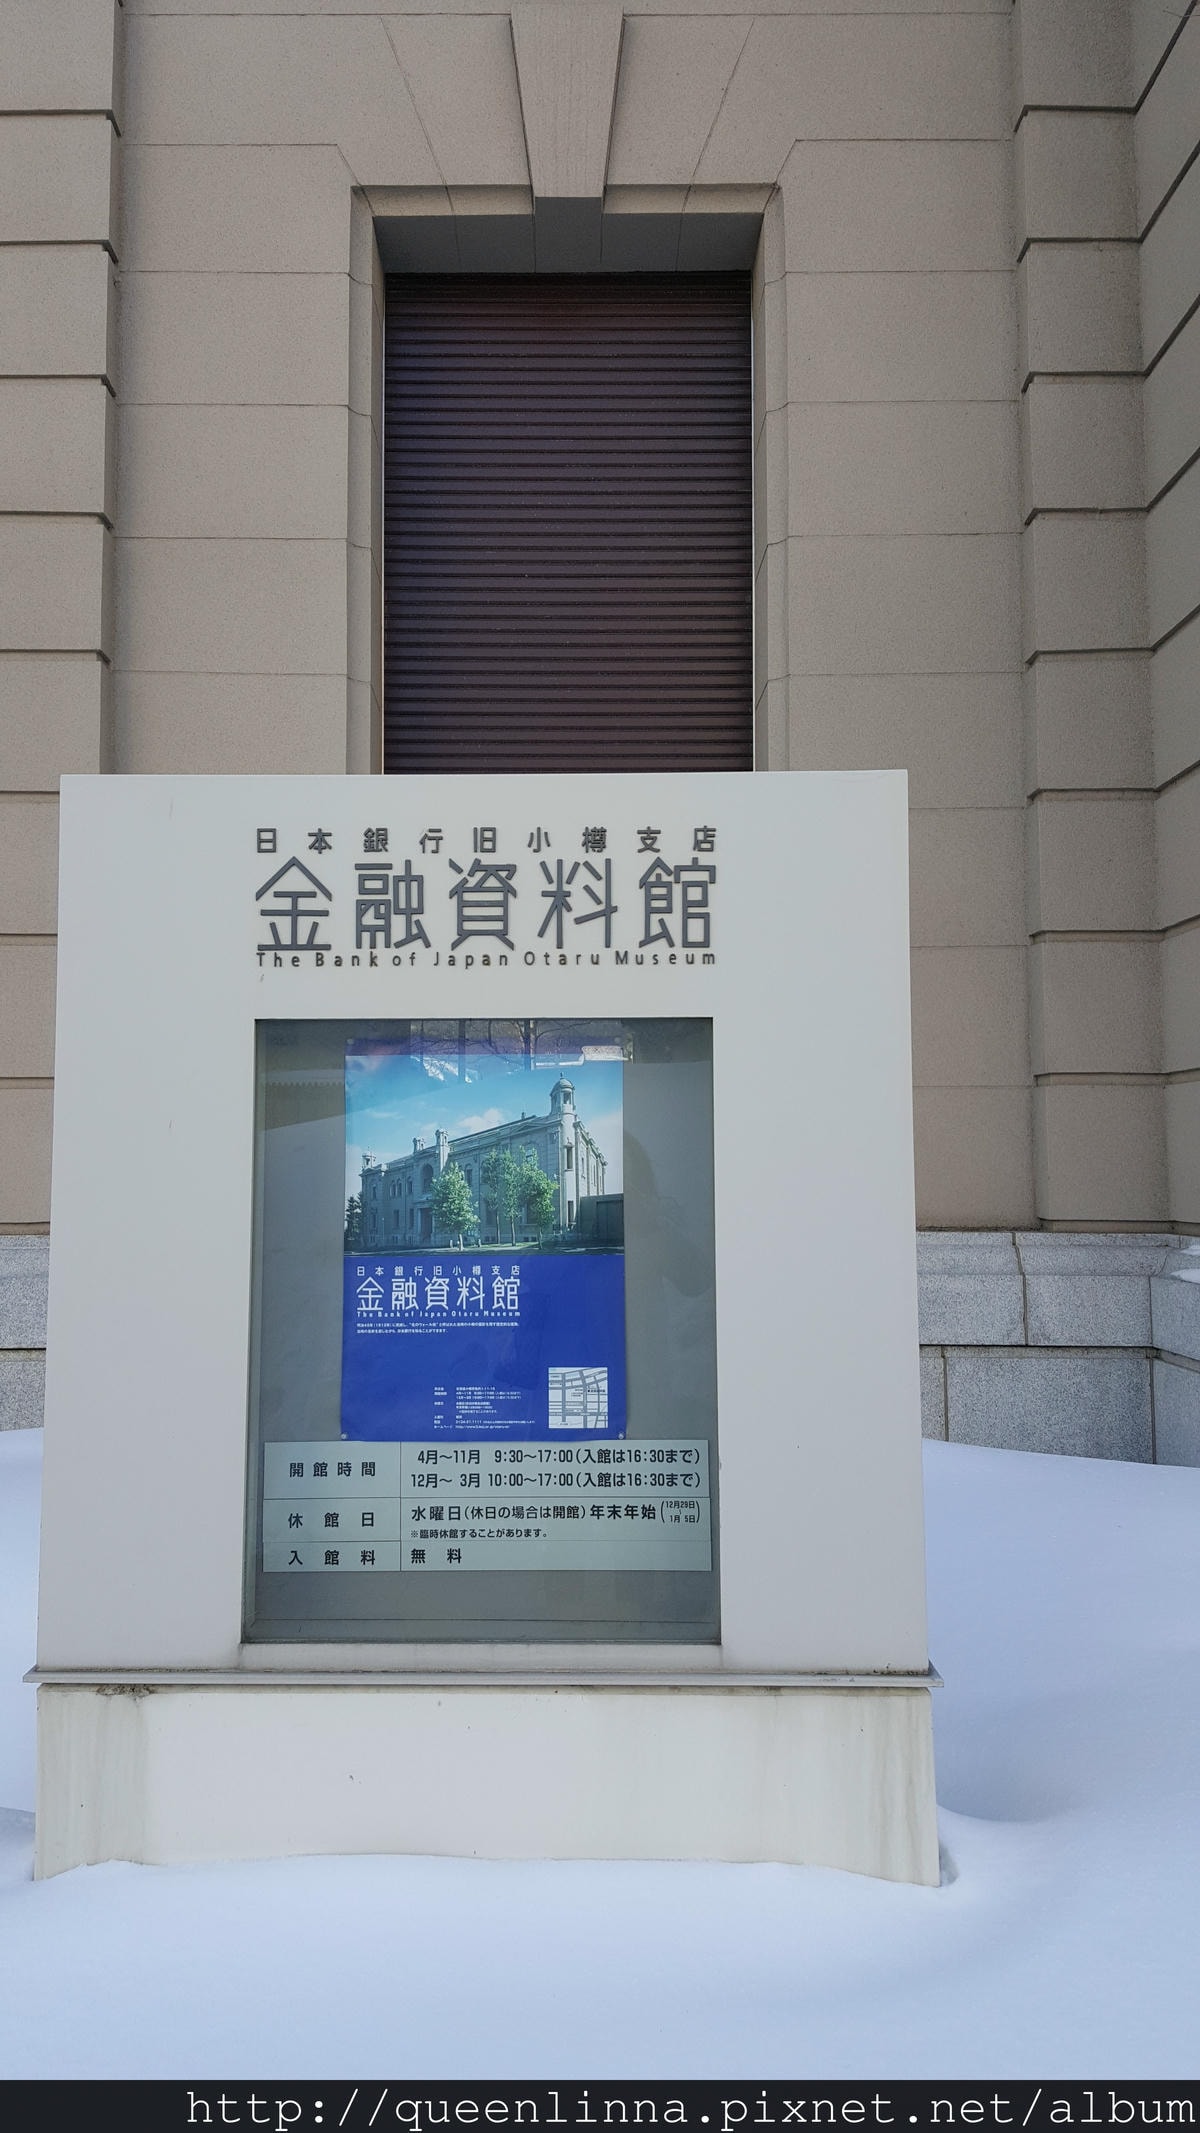 日本銀行旧小樽支店
金融資料館
The Bank of Japan Otaru Museum
日本銀行旧小樽支店
金融資料館
The Bank of Japan Otaru Museum
開館時間
4月〜11月 9:30〜17:00(入館は16:30まで)
12月〜 3月 10:00〜17:00(入館は16:30まで)
休館日
水曜日(休日の場合は開館)年末年始(12月29日〜1月5日)
※臨時休館することがあります。
入館料
無料
http://queenlinna.pixnet.net/album